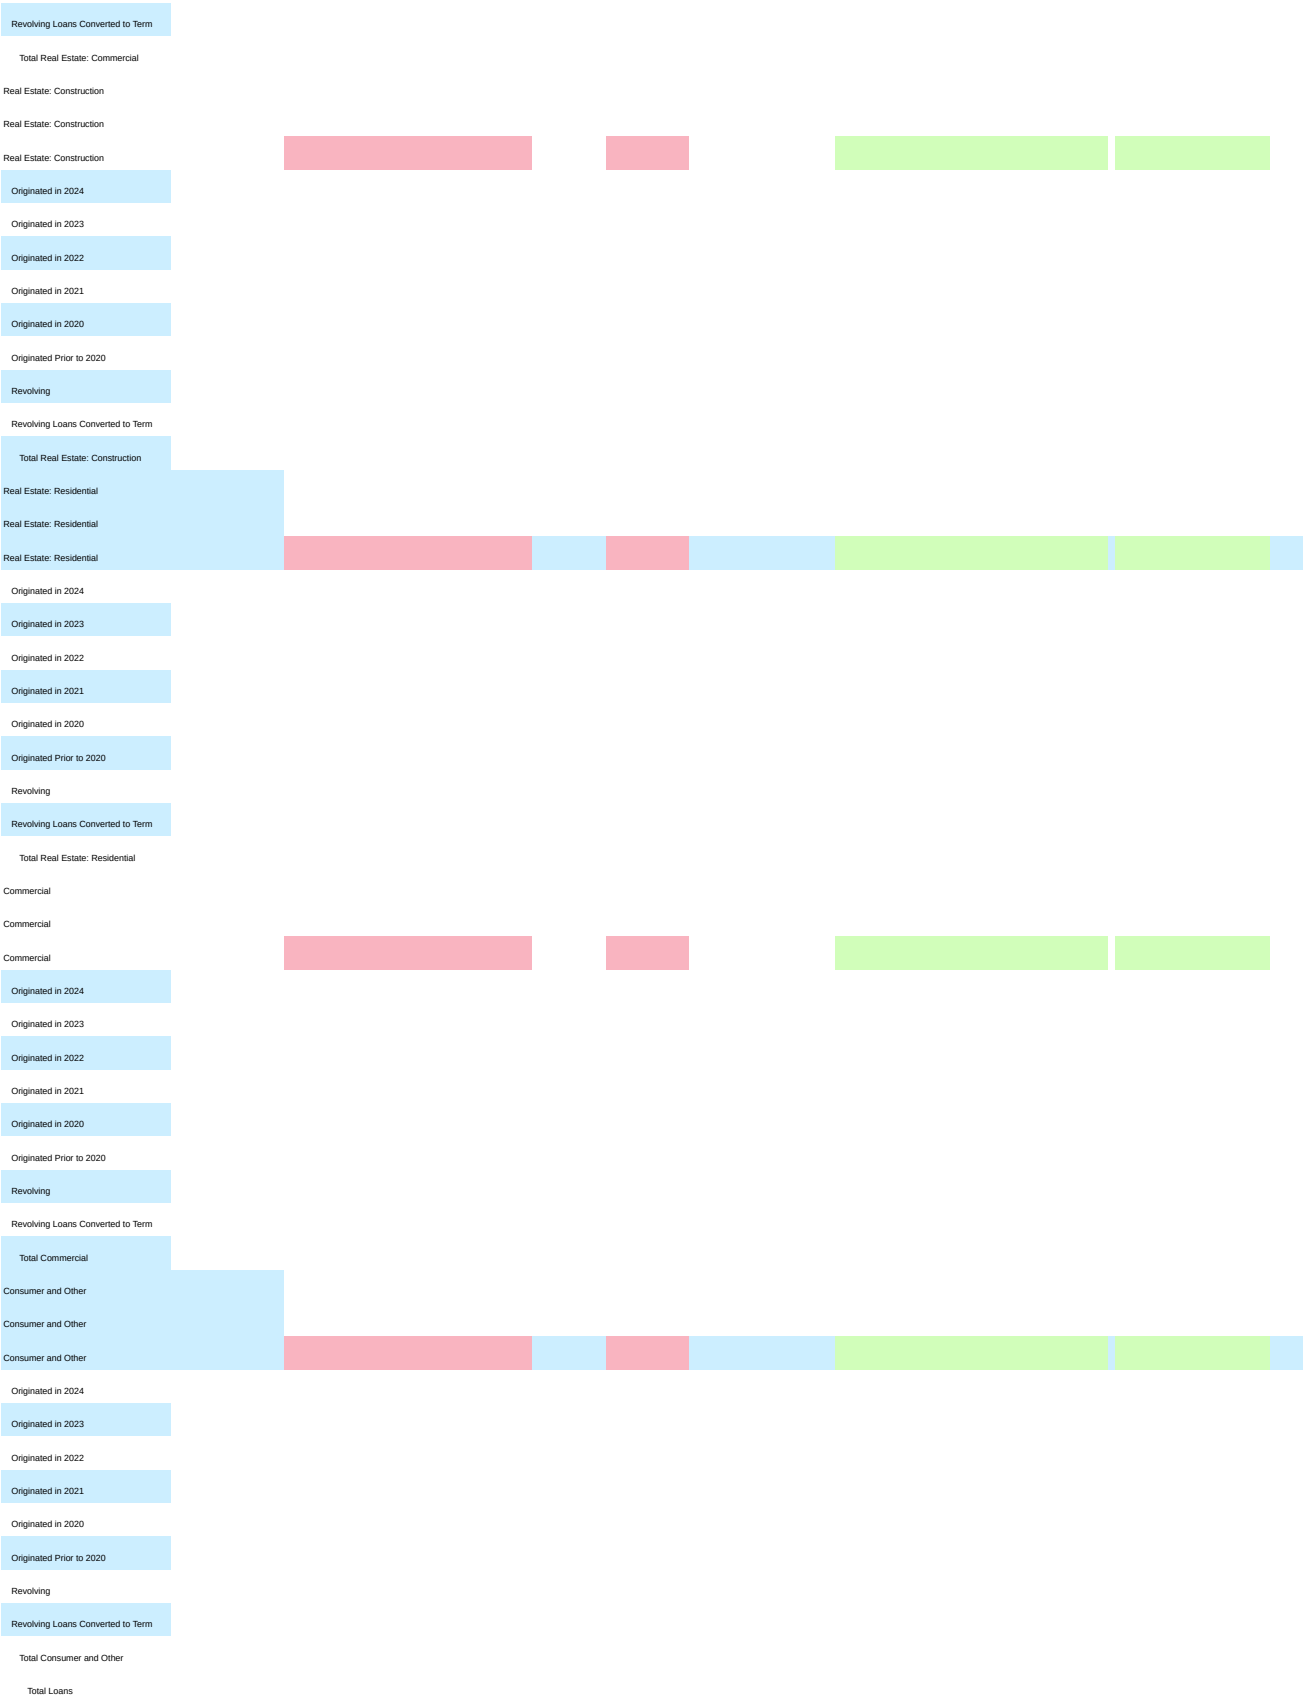 Revolving Loans Converted to Term
Total Real Estate: Commercial
Real Estate: Construction
Real Estate: Construction
Real Estate: Construction
Originated in 2024
Originated in 2023
Originated in 2022
Originated in 2021
Originated in 2020
Originated Prior to 2020
Revolving
Revolving Loans Converted to Term
Total Real Estate: Construction
Real Estate: Residential
Real Estate: Residential
Real Estate: Residential
Originated in 2024
Originated in 2023
Originated in 2022
Originated in 2021
Originated in 2020
Originated Prior to 2020
Revolving
Revolving Loans Converted to Term
Total Real Estate: Residential
Commercial
Commercial
Commercial
Originated in 2024
Originated in 2023
Originated in 2022
Originated in 2021
Originated in 2020
Originated Prior to 2020
Revolving
Revolving Loans Converted to Term
Total Commercial
Consumer and Other
Consumer and Other
Consumer and Other
Originated in 2024
Originated in 2023
Originated in 2022
Originated in 2021
Originated in 2020
Originated Prior to 2020
Revolving
Revolving Loans Converted to Term
Total Consumer and Other
Total Loans